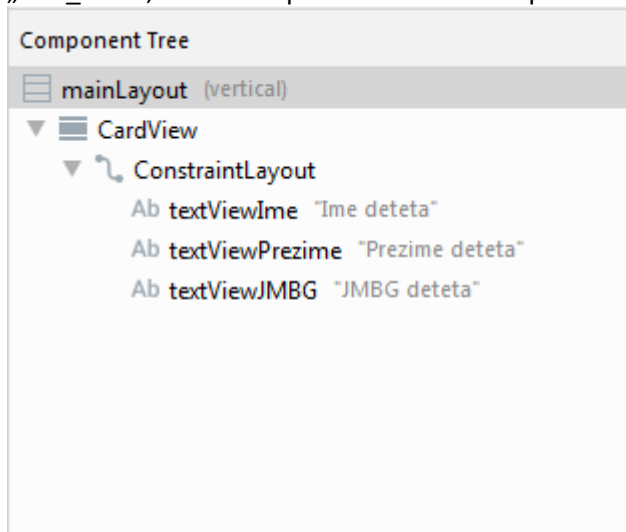 Component Tree
mainLayout (vertical)
CardView
ConstraintLayout
Ab textViewIme "Ime deteta"
Ab textViewPrezime "Prezime deteta"
Ab textViewJMBG "JMBG deteta"